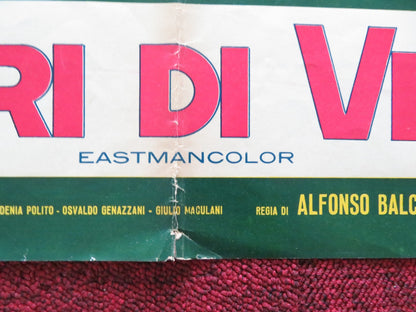 RI DI V
EASTMANCOLOR
DENIA POLITO - OSVALDO GENAZZANI - GIULIO MACULANI REGIA DI ALFONSO BALC